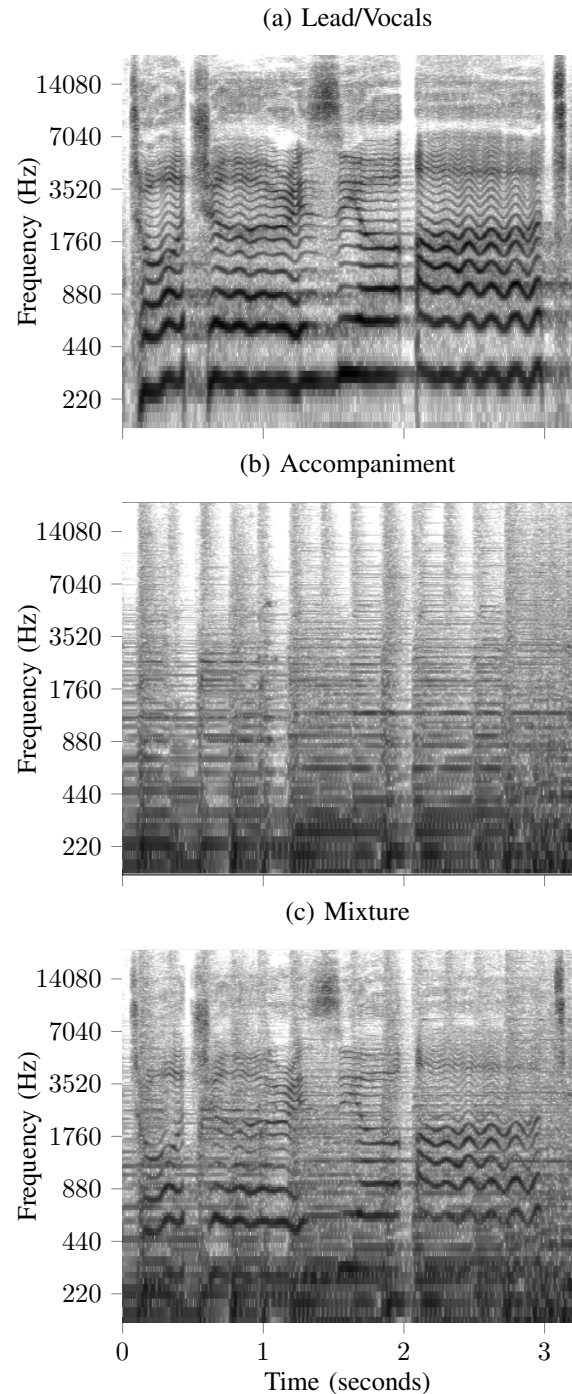 (a) Lead/Vocals
14080
7040
3520
1760
880
440
220
Frequency (Hz)
(b) Accompaniment
14080
7040
3520
1760
880
440
220
Frequency (Hz)
(c) Mixture
14080
7040
3520
1760
880
440
220
Frequency (Hz)
0 1 2 3
Time (seconds)